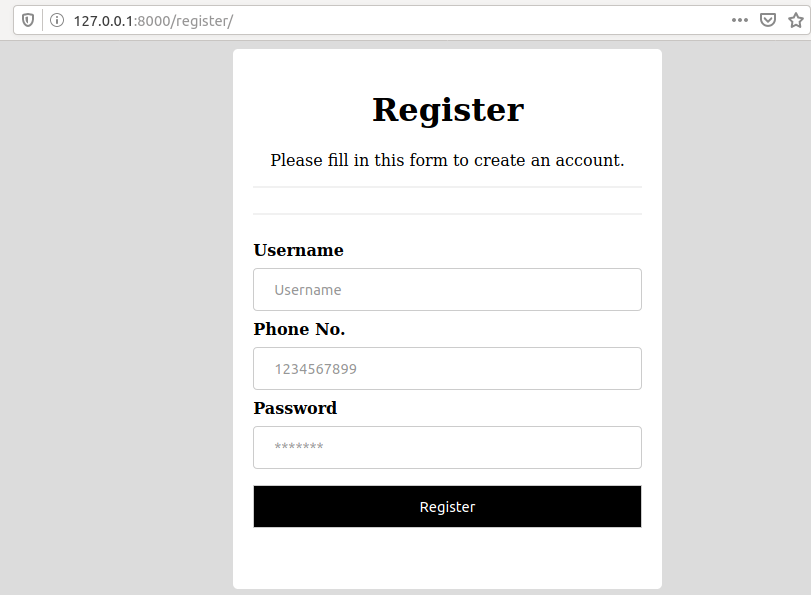 127.0.0.1:8000/register/
Register
Please fill in this form to create an account.
Username
Username
Phone No.
1234567899
Password
*******
Register